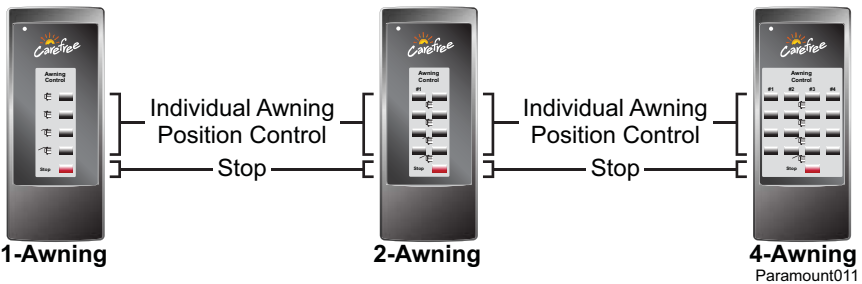 Carefree
Awning
Control
Stop
Carefree
Awning
Control
#1
Stop
Carefree
Awning
Control
#1 #2 #3 #4
Stop
Individual Awning
Position Control
Stop
Individual Awning
Position Control
Stop
1-Awning
2-Awning
4-Awning
Paramount011